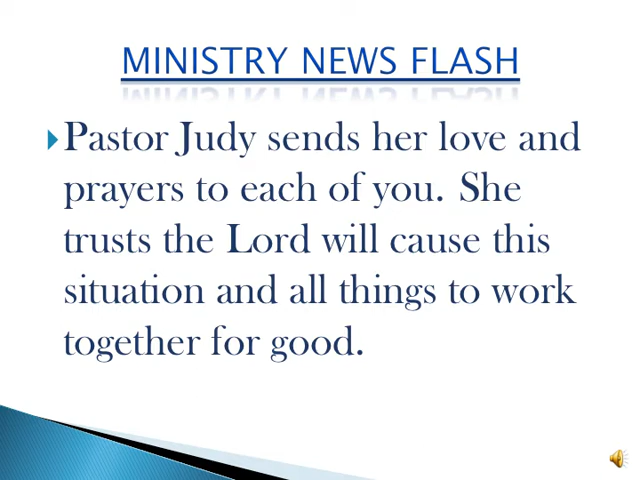 MINISTRY NEWS FLASH
Pastor Judy sends her love and
prayers to each of you.  She
trusts the Lord will cause this
situation and all things to work
together for good.